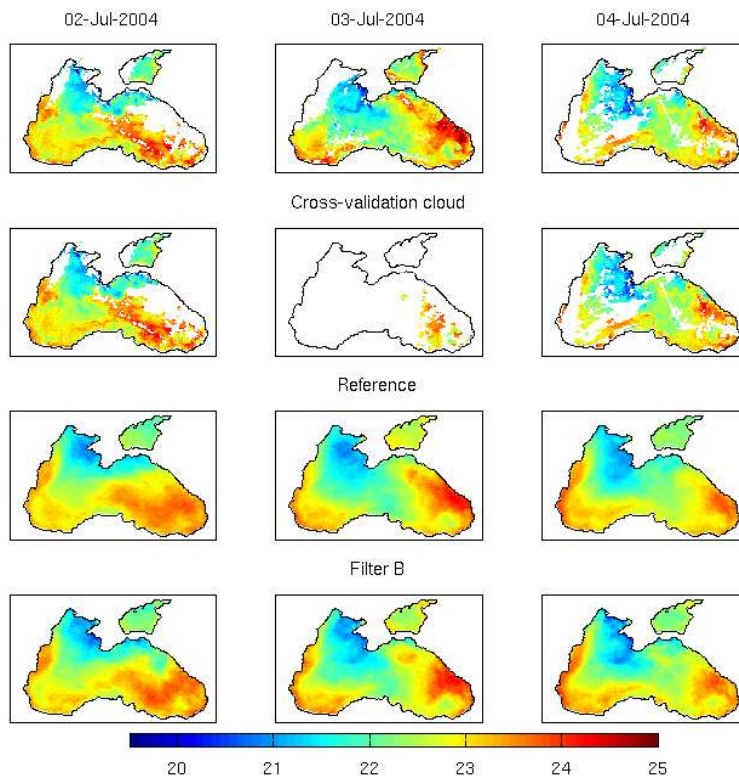 02-Jul-2004 03-Jul-2004 04-Jul-2004
Cross-validation cloud
Reference
Filter B
20 21 22 23 24 25